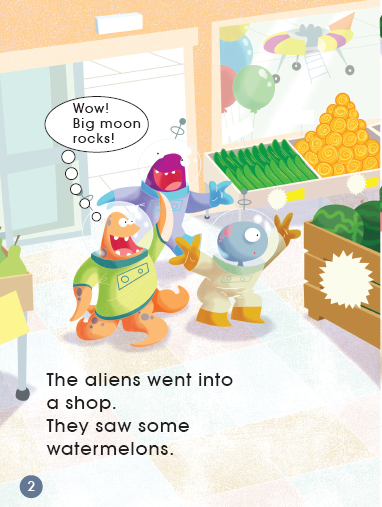 Wow!
Big moon
rocks!
The aliens went into
a shop.
They saw some
watermelons.
2